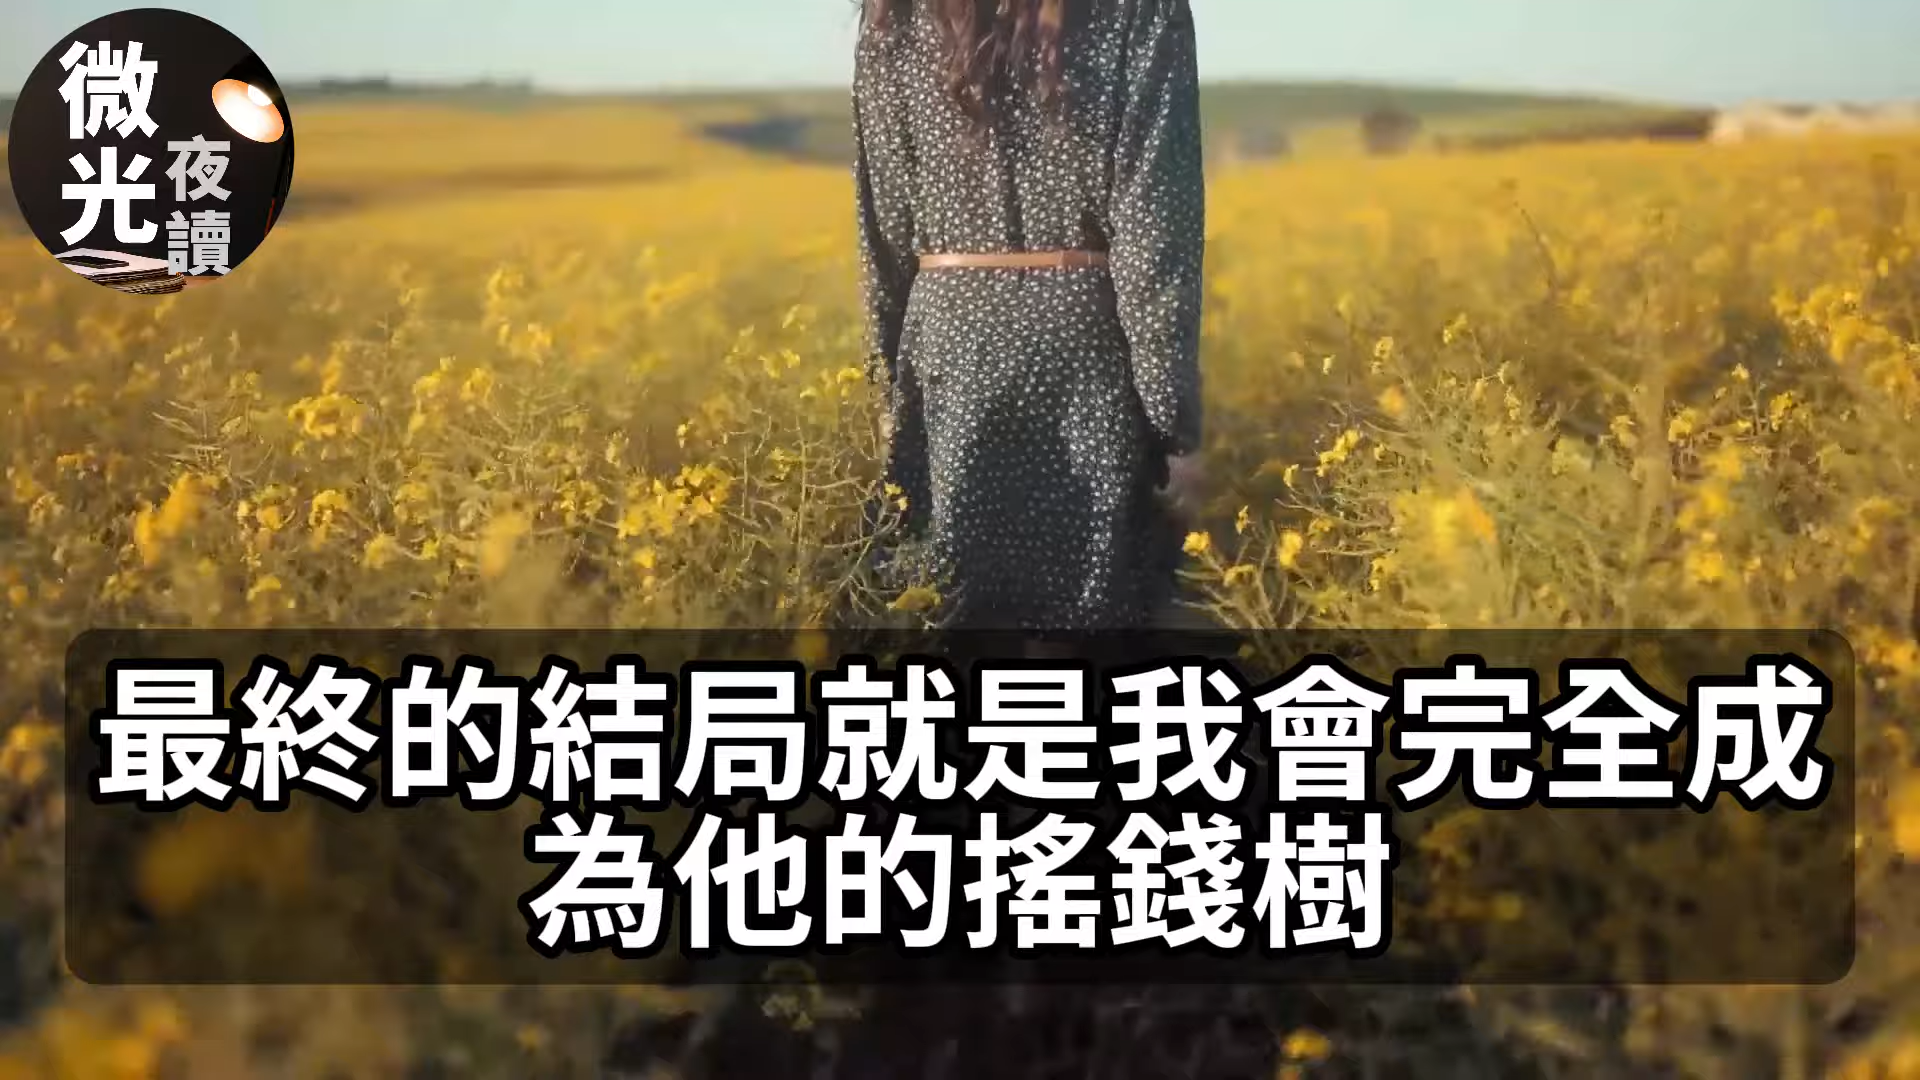 微光
夜讀
最終的結局就是我會完全成
為他的搖錢樹